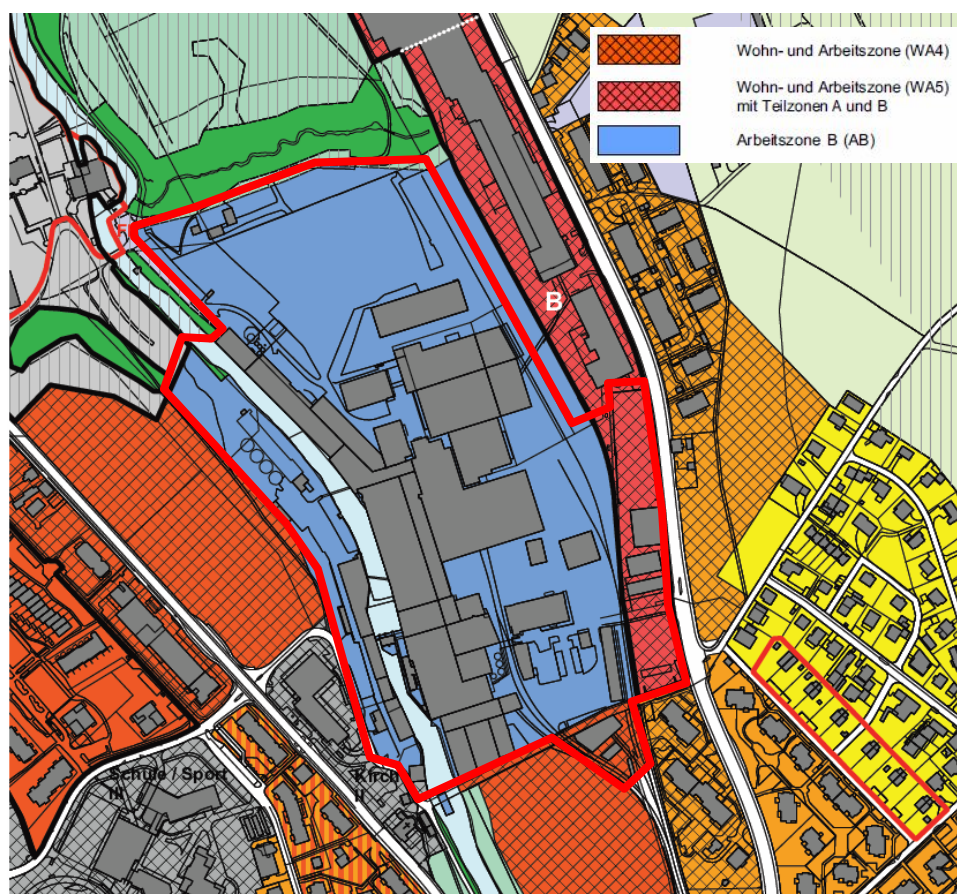 Wohn- und Arbeitszone (WA4)
Wohn- und Arbeitszone (WA5)
mit Teilzonen A und B
Arbeitszone B (AB)
B
Schule / Sport
III
Kirch
II